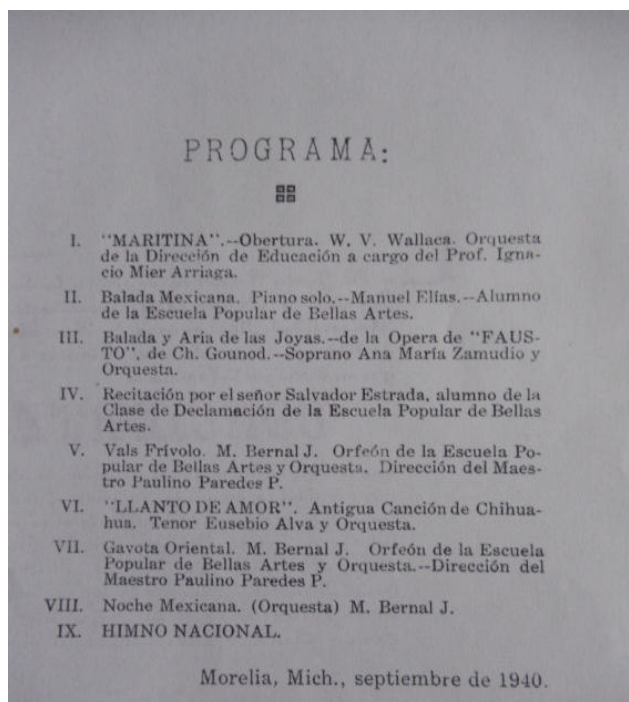 PROGRAMA:
I. "MARITINA".--Obertura. W. V. Wallaca. Orquesta
de la Dirección de Educación a cargo del Prof. Igna-
cio Mier Arriaga.
II. Balada Mexicana. Piano solo.--Manuel Elías.--Alumno
de la Escuela Popular de Bellas Artes.
III. Balada y Aria de las Joyas.--de la Opera de "FAUS-
TO", de Ch. Gounod.--Soprano Ana María Zamudio y
Orquesta.
IV. Recitación por el señor Salvador Estrada, alumno de la
Clase de Declamación de la Escuela Popular de Bellas
Artes.
V. Vals Frívolo. M. Bernal J. Orfeón de la Escuela Po-
pular de Bellas Artes y Orquesta. Dirección del Maes-
tro Paulino Paredes P.
VI. "LLANTO DE AMOR". Antigua Canción de Chihua-
hua. Tenor Eusebio Alva y Orquesta.
VII. Gavota Oriental. M. Bernal J. Orfeón de la Escuela
Popular de Bellas Artes y Orquesta.--Dirección del
Maestro Paulino Paredes P.
VIII. Noche Mexicana. (Orquesta) M. Bernal J.
IX. HIMNO NACIONAL.
Morelia, Mich., septiembre de 1940.